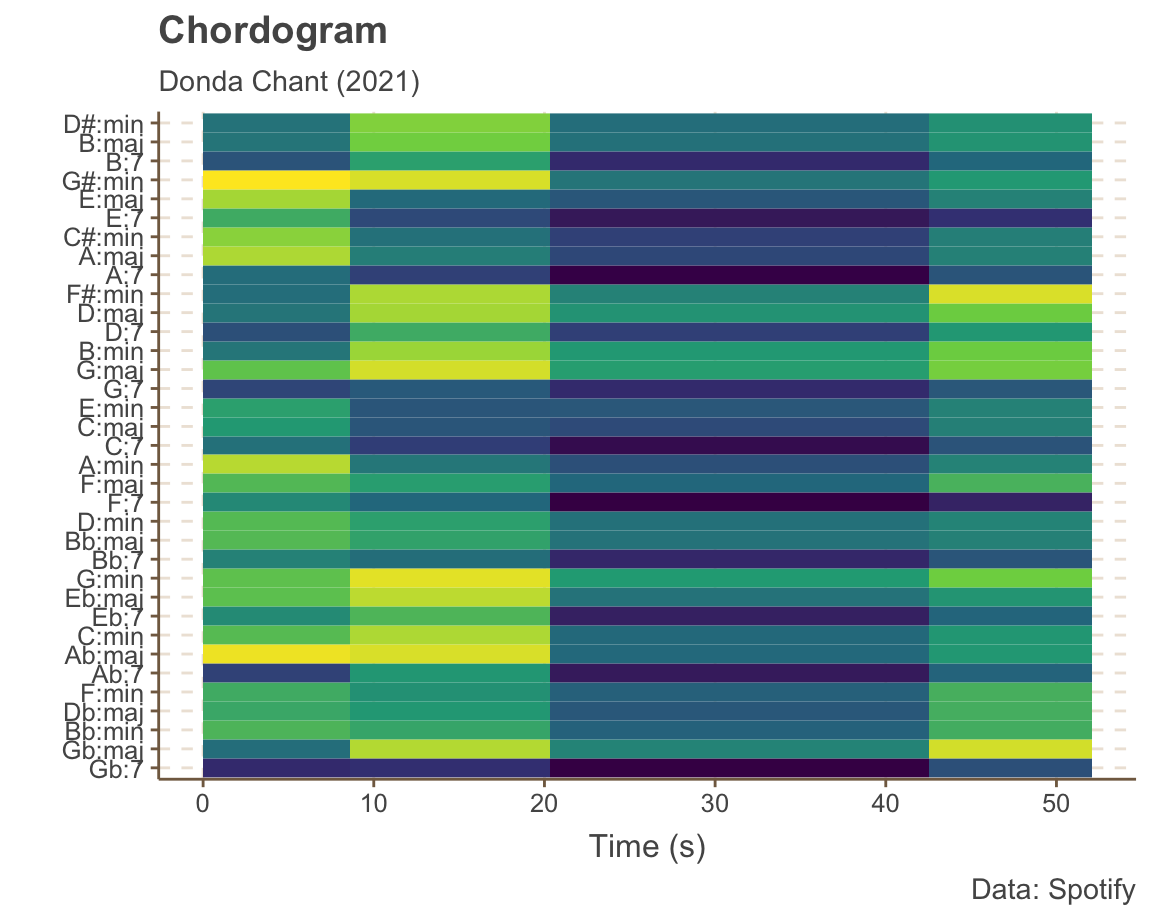 Chordogram
Donda Chant (2021)
D#:min
B:maj
B:7
G#:min
E:maj
E:7
C#:min
A:maj
A:7
F#:min
D:maj
D:7
B:min
G:maj
G:7
E:min
C:maj
C:7
A:min
F:maj
F:7
D:min
Bb:maj
Bb:7
G:min
Eb:maj
Eb:7
C:min
Ab:maj
Ab:7
F:min
Db:maj
Bb:min
Gb:maj
Gb:7
0 10 20 30 40 50
Time (s)
Data: Spotify